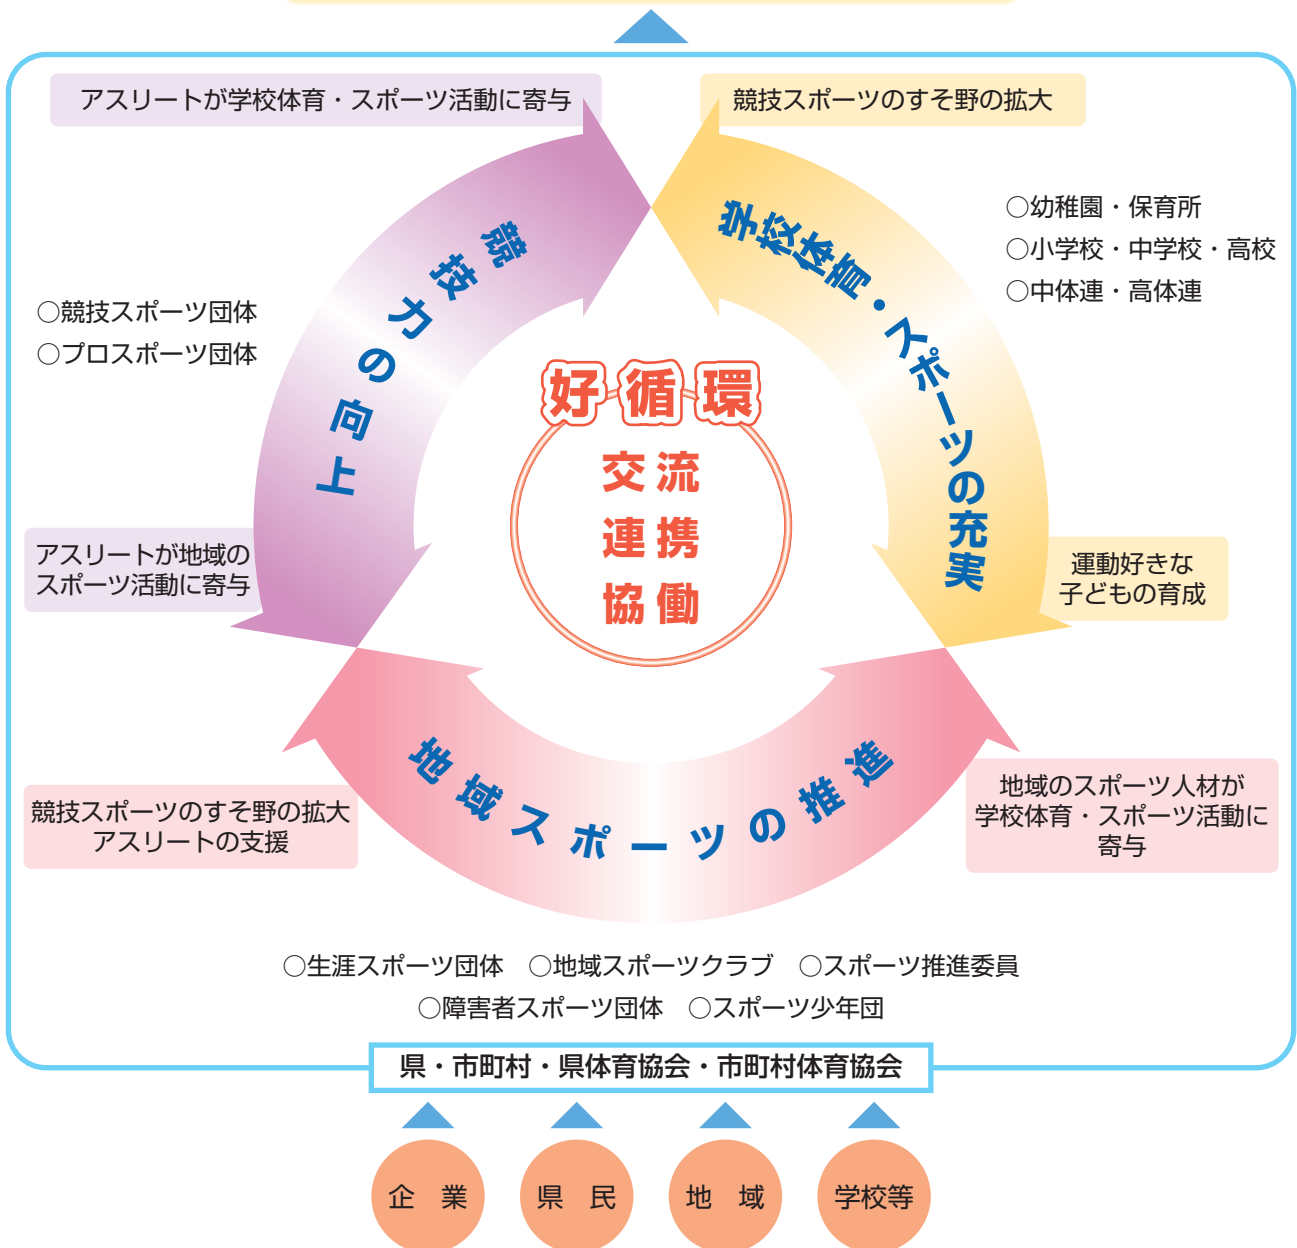 アスリートが学校体育・スポーツ活動に寄与
競技スポーツのすそ野の拡大
○幼稚園・保育所
○小学校・中学校・高校
○中体連・高体連
学校体育・スポーツの充実
競技力の向上
○競技スポーツ団体
○プロスポーツ団体
好循環
交流
連携
協働
アスリートが地域の
スポーツ活動に寄与
運動好きな
子どもの育成
地域スポーツの推進
競技スポーツのすそ野の拡大
アスリートの支援
地域のスポーツ人材が
学校体育・スポーツ活動に
寄与
○生涯スポーツ団体 ○地域スポーツクラブ ○スポーツ推進委員
○障害者スポーツ団体 ○スポーツ少年団
県・市町村・県体育協会・市町村体育協会
企 業
県 民
地 域
学校等